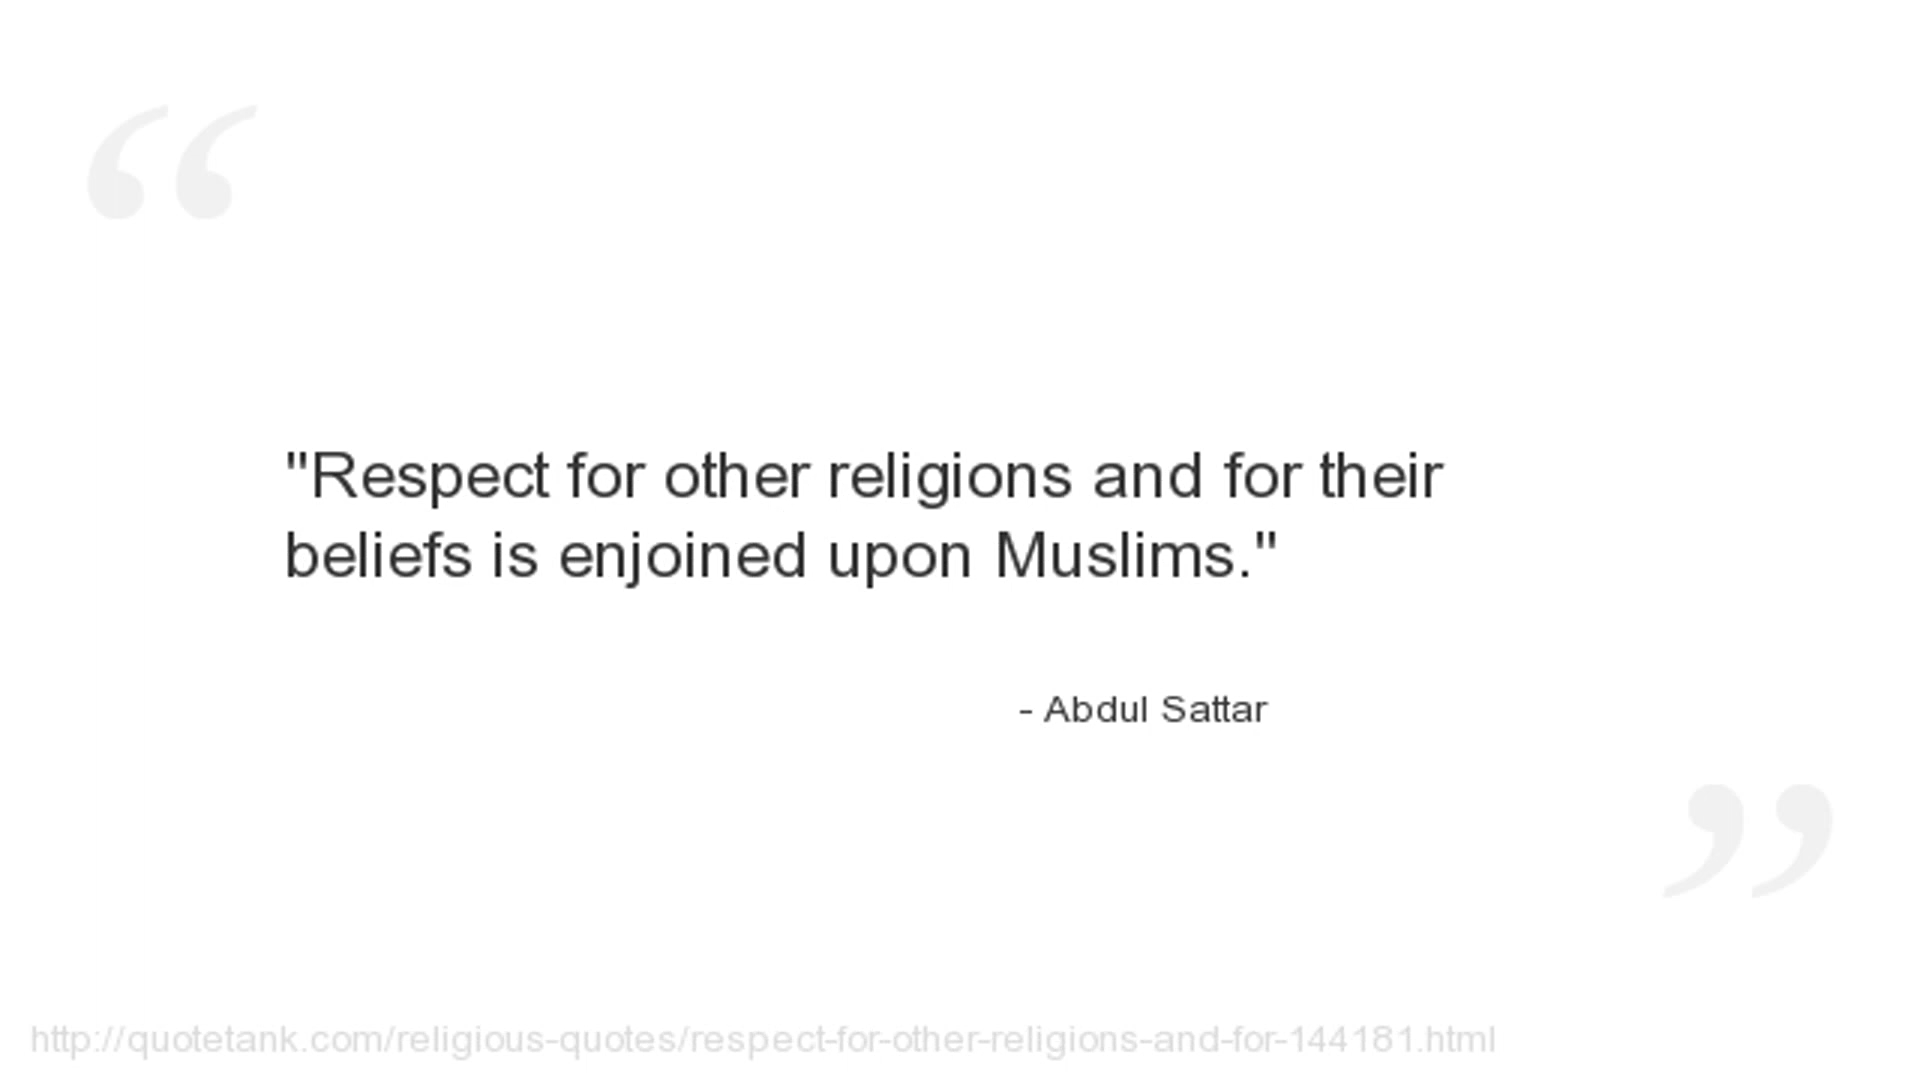 "Respect for other religions and for their
beliefs is enjoined upon Muslims."
- Abdul Sattar
http://quotetank.com/religious-quotes/respect-for-other-religions-and-for-144181.html